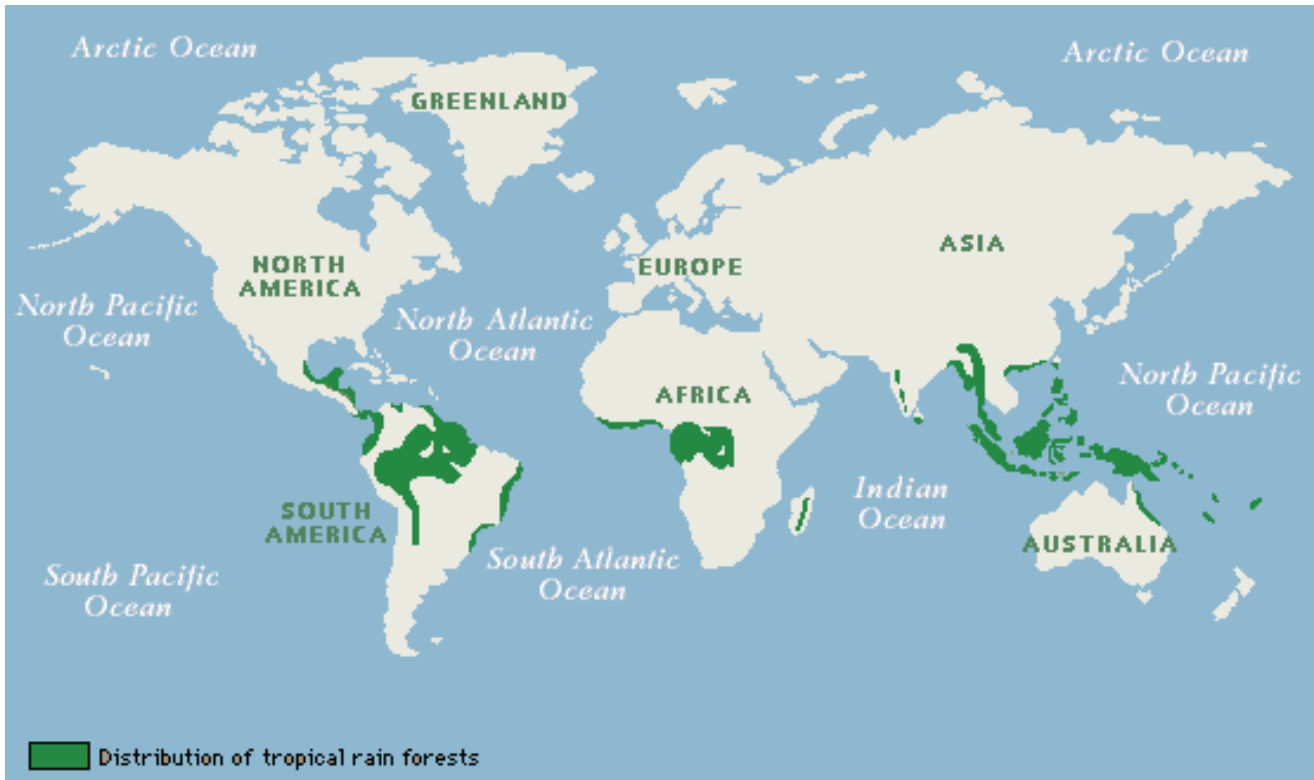 Arctic Ocean
Arctic Ocean
GREENLAND
ASIA
NORTH
AMERICA
EUROPE
North Pacific
Ocean
North Atlantic
Ocean
AFRICA
North Pacific
Ocean
Indian
Ocean
SOUTH
AMERICA
AUSTRALIA
South Atlantic
Ocean
South Pacific
Ocean
Distribution of tropical rain forests